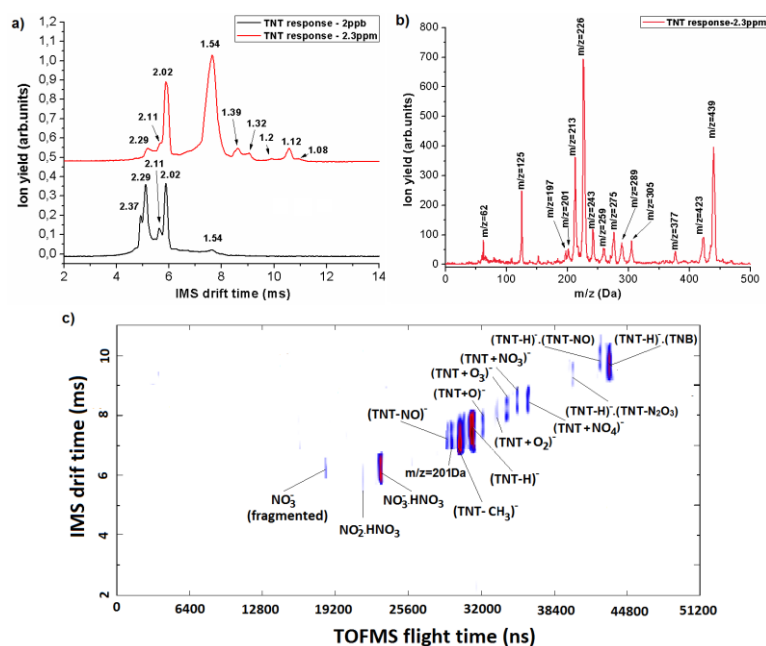 a)
TNT response - 2ppb
TNT response - 2.3ppm
Ion yield (arb.units)
1,2
1,1
1,0
0,9
0,8
0,7
0,6
0,5
0,4
0,3
0,2
0,1
0,0
1.54
2.02
2.11
2.29
1.39
1.32
1.2
1.12
1.08
2.11
2.29
2.02
2.37
1.54
2 4 6 8 10 12 14
IMS drift time (ms)
b)
TNT response-2.3ppm
Ion yield (arb.units)
800
700
600
500
400
300
200
100
0
m/z=62
m/z=125
m/z=197
m/z=201
m/z=213
m/z=226
m/z=243
m/z=259
m/z=275
m/z=289
m/z=305
m/z=377
m/z=423
m/z=439
0 100 200 300 400 500
m/z (Da)
c)
IMS drif time (ms)
10
8
6
4
2
(TNT-H)⁻.(TNT-NO)
(TNT-H)⁻.(TNB)
(TNT+NO₃)⁻
(TNT+O₃)⁻
(TNT+O)⁻
(TNT-NO)⁻
(TNT-H)⁻.(TNT-N₂O₃)
(TNT+NO₄)⁻
(TNT+O₂)⁻
(TNT-H)⁻
m/z=201Da
(TNT-CH₃)⁻
NO₃⁻
(fragmented)
NO₃⁻.HNO₃
NO₂⁻.HNO₃
0 6400 12800 19200 25600 32000 38400 44800 51200
TOFMS flight time (ns)